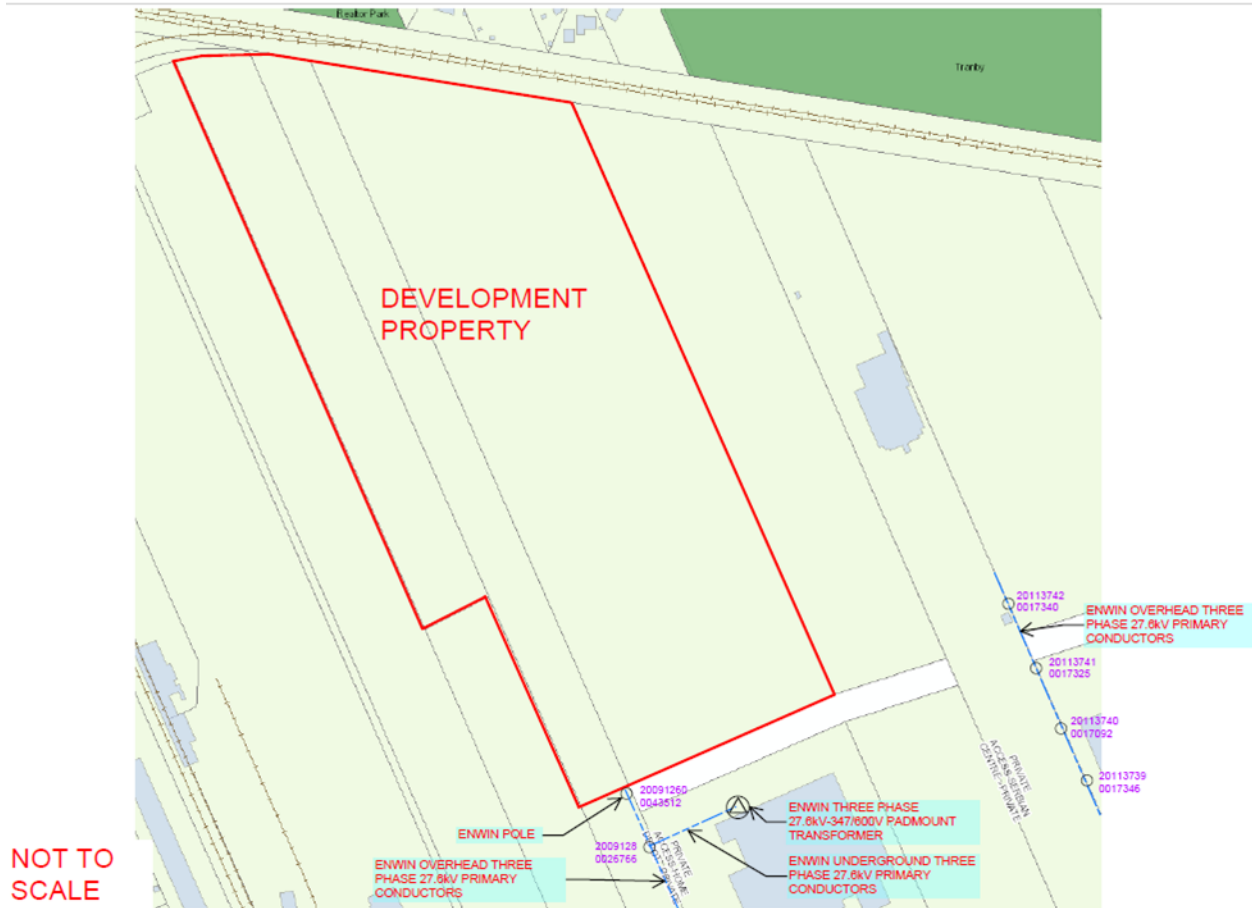 Realtor Park
Tranby
DEVELOPMENT
PROPERTY
20113742
0017340
ENWIN OVERHEAD THREE
PHASE 27.6kV PRIMARY
CONDUCTORS
20113741
0017325
20113740
0017092
20113739
0017346
PRIVATE
ACCESS-SERBIAN
CENTRE - PRIVATE
20091260
0043512
ENWIN POLE
ENWIN THREE PHASE
27.6kV-347/600V PADMOUNT
TRANSFORMER
2009128
0026766
PRIVATE
ACCESS-HOME
ENWIN UNDERGROUND THREE
PHASE 27.6kV PRIMARY
CONDUCTORS
ENWIN OVERHEAD THREE
PHASE 27.6kV PRIMARY
CONDUCTORS
NOT TO
SCALE